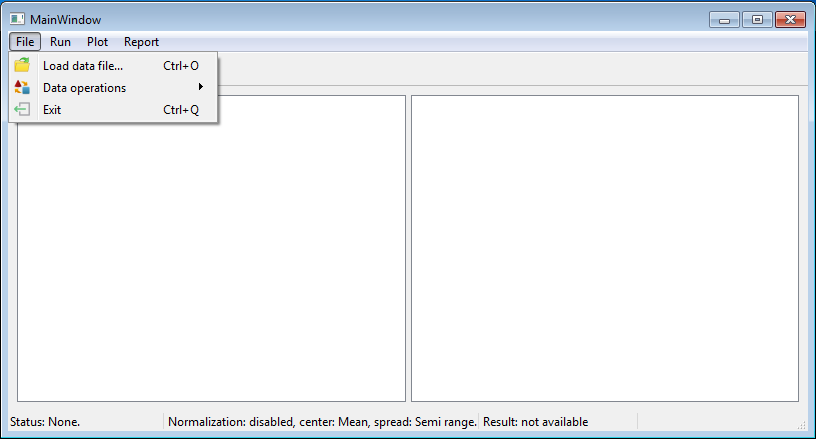 MainWindow
File Run Plot Report
Load data file... Ctrl+O
Data operations
Exit Ctrl+Q
Status: None. Normalization: disabled, center: Mean, spread: Semi range. Result: not available